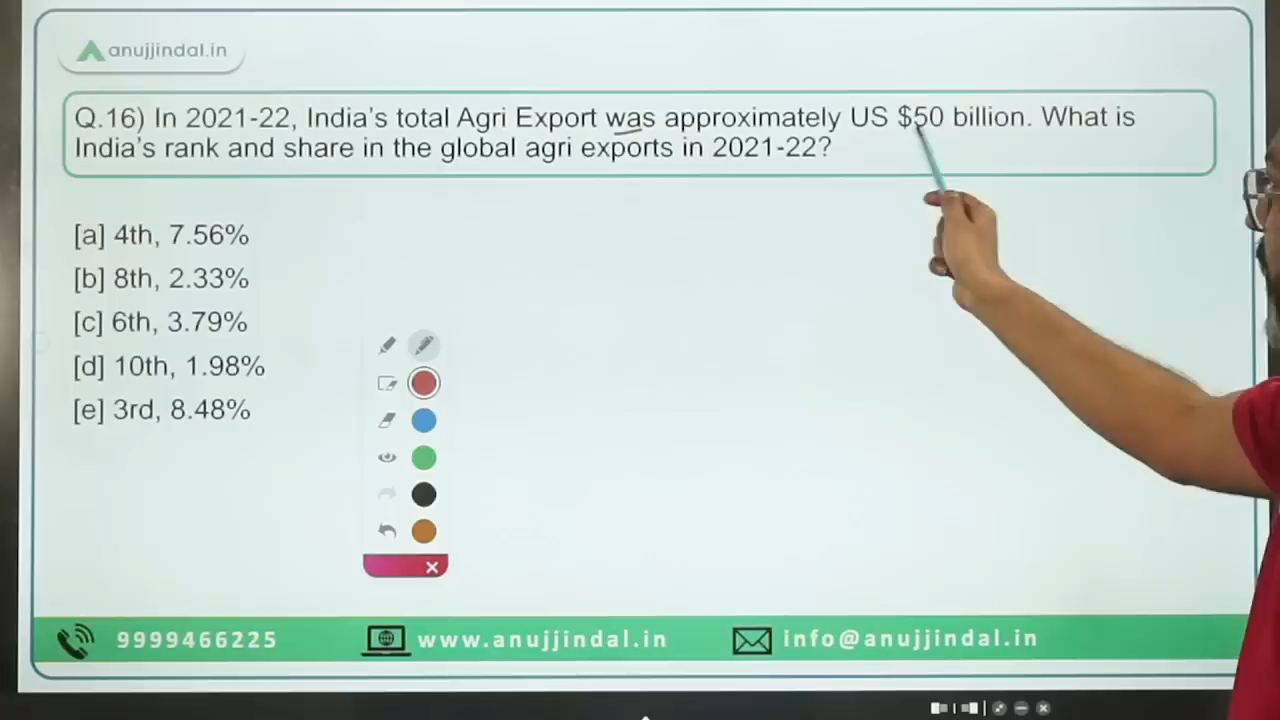 anujjindal.in
Q.16) In 2021-22, India's total Agri Export was approximately US $50 billion. What is
India's rank and share in the global agri exports in 2021-22?
[a] 4th, 7.56%
[b] 8th, 2.33%
[c] 6th, 3.79%
[d] 10th, 1.98%
[e] 3rd, 8.48%
9999466225 www.anujjindal.in info@anujjindal.in